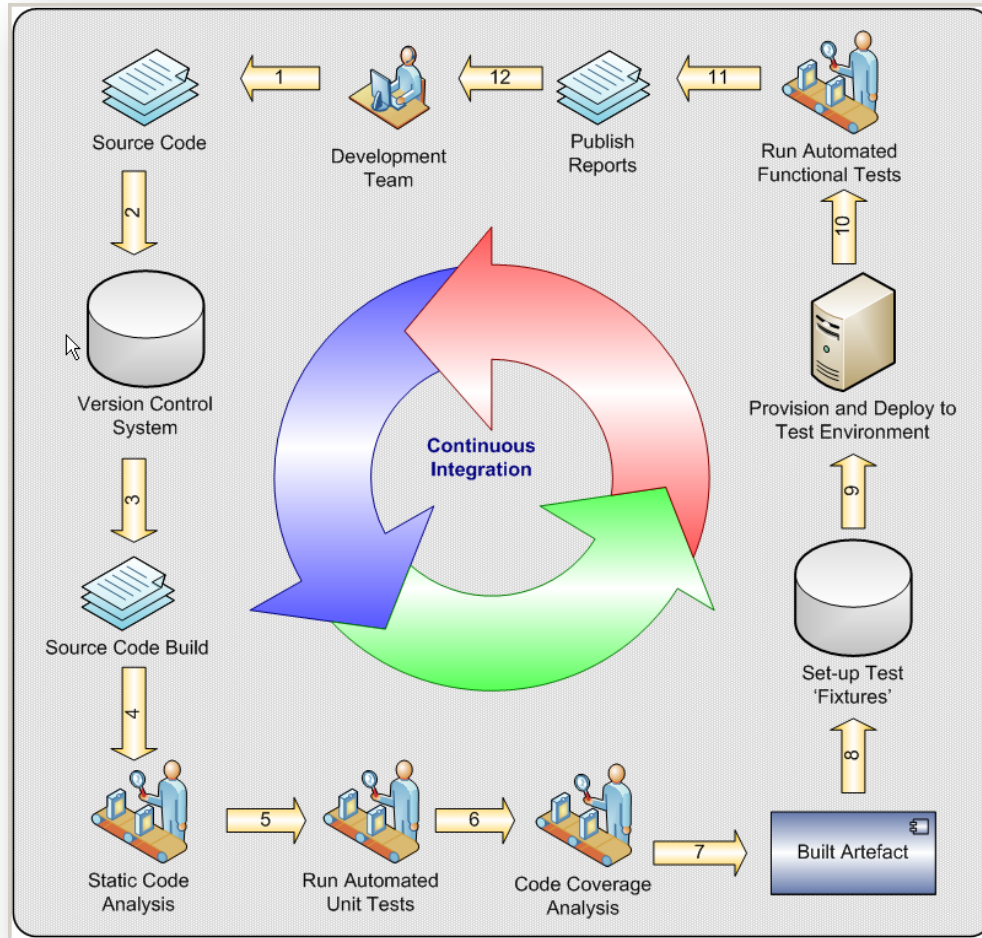 1
12
11
Source Code
Development
Team
Publish
Reports
Run Automated
Functional Tests
2
10
Version Control
System
Continuous
Integration
Provision and Deploy to
Test Environment
3
9
Source Code Build
Set-up Test
‘Fixtures’
4
8
5
6
7
Built Artefact
Static Code
Analysis
Run Automated
Unit Tests
Code Coverage
Analysis